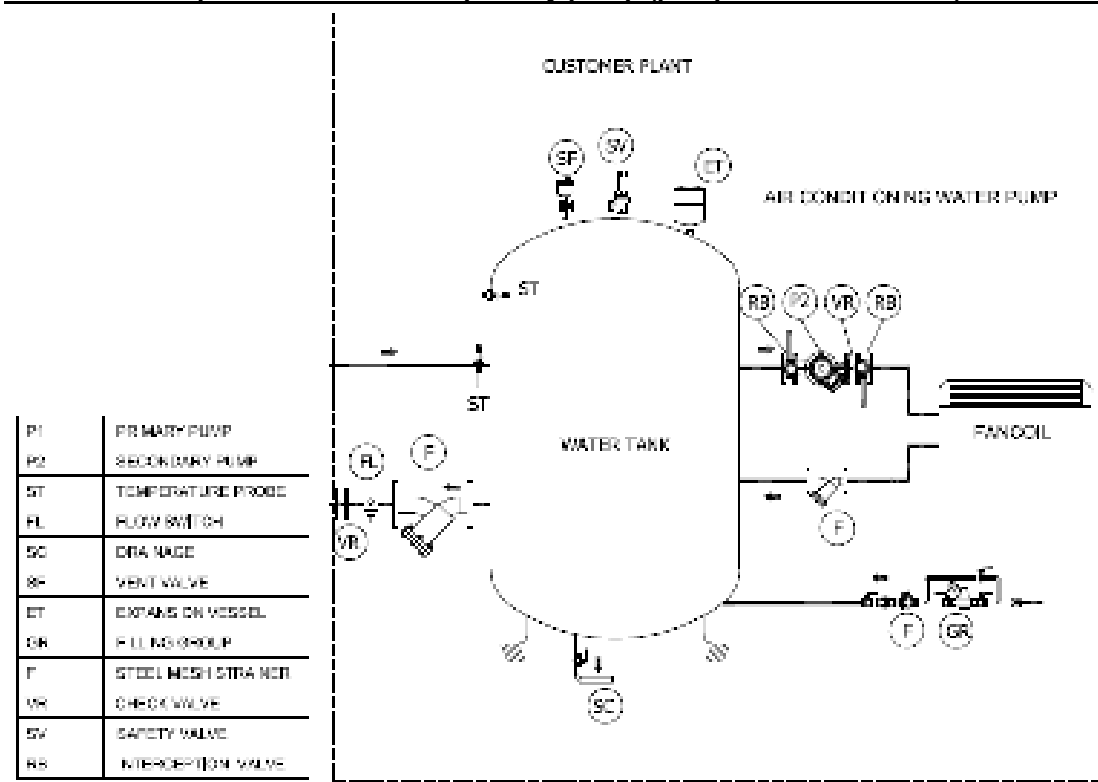 CUSTOMER PLANT
SF
SV
ET
AIR CONDITIONING WATER PUMP
ST
RB
P2
VR
RB
ST
FANCOIL
WATER TANK
FL
F
VR
F
F
GR
SC
P1 PRIMARY PUMP
P2 SECONDARY PUMP
ST TEMPERATURE PROBE
FL FLOW SWITCH
SC DRAINAGE
SF VENT VALVE
ET EXPANSION VESSEL
GR FILLING GROUP
F STEEL MESH STRAINER
VR CHECK VALVE
SV SAFETY VALVE
RB INTERCEPTION VALVE